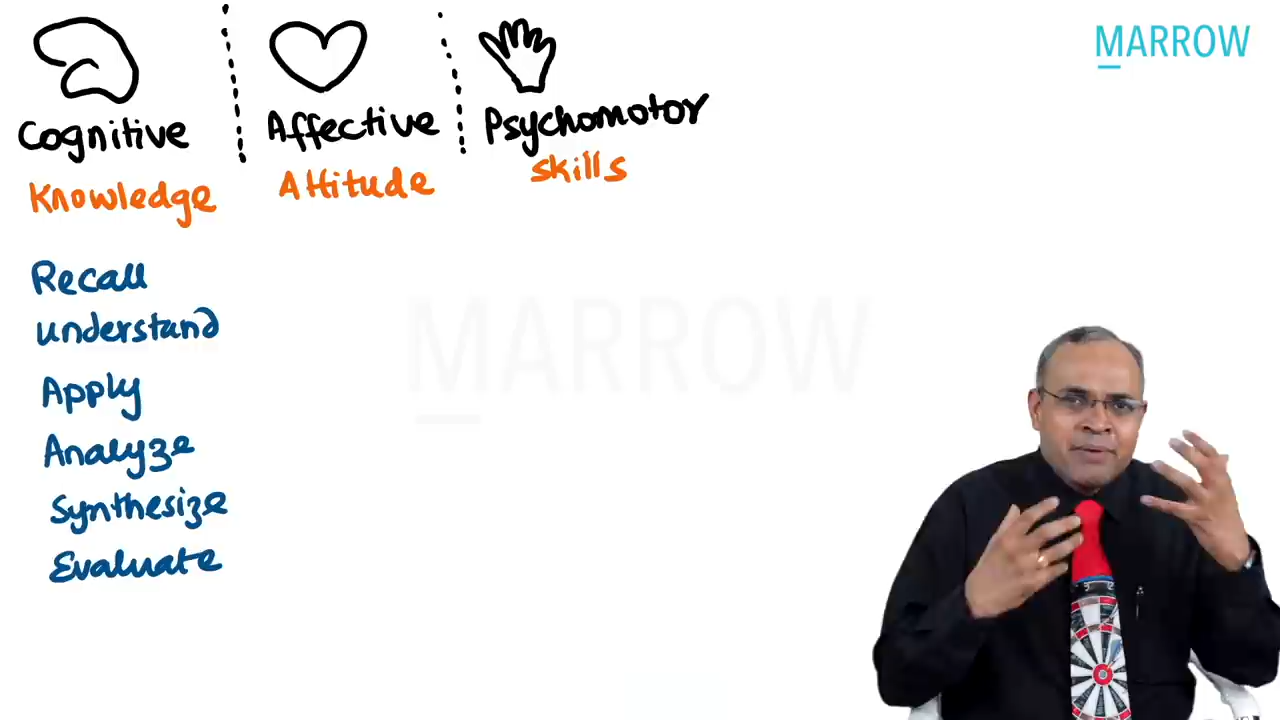 MARROW
Cognitive
Affective
Psychomotor
Knowledge
Attitude
Skills
Recall
understand
Apply
Analyze
Synthesize
Evaluate
MARROW